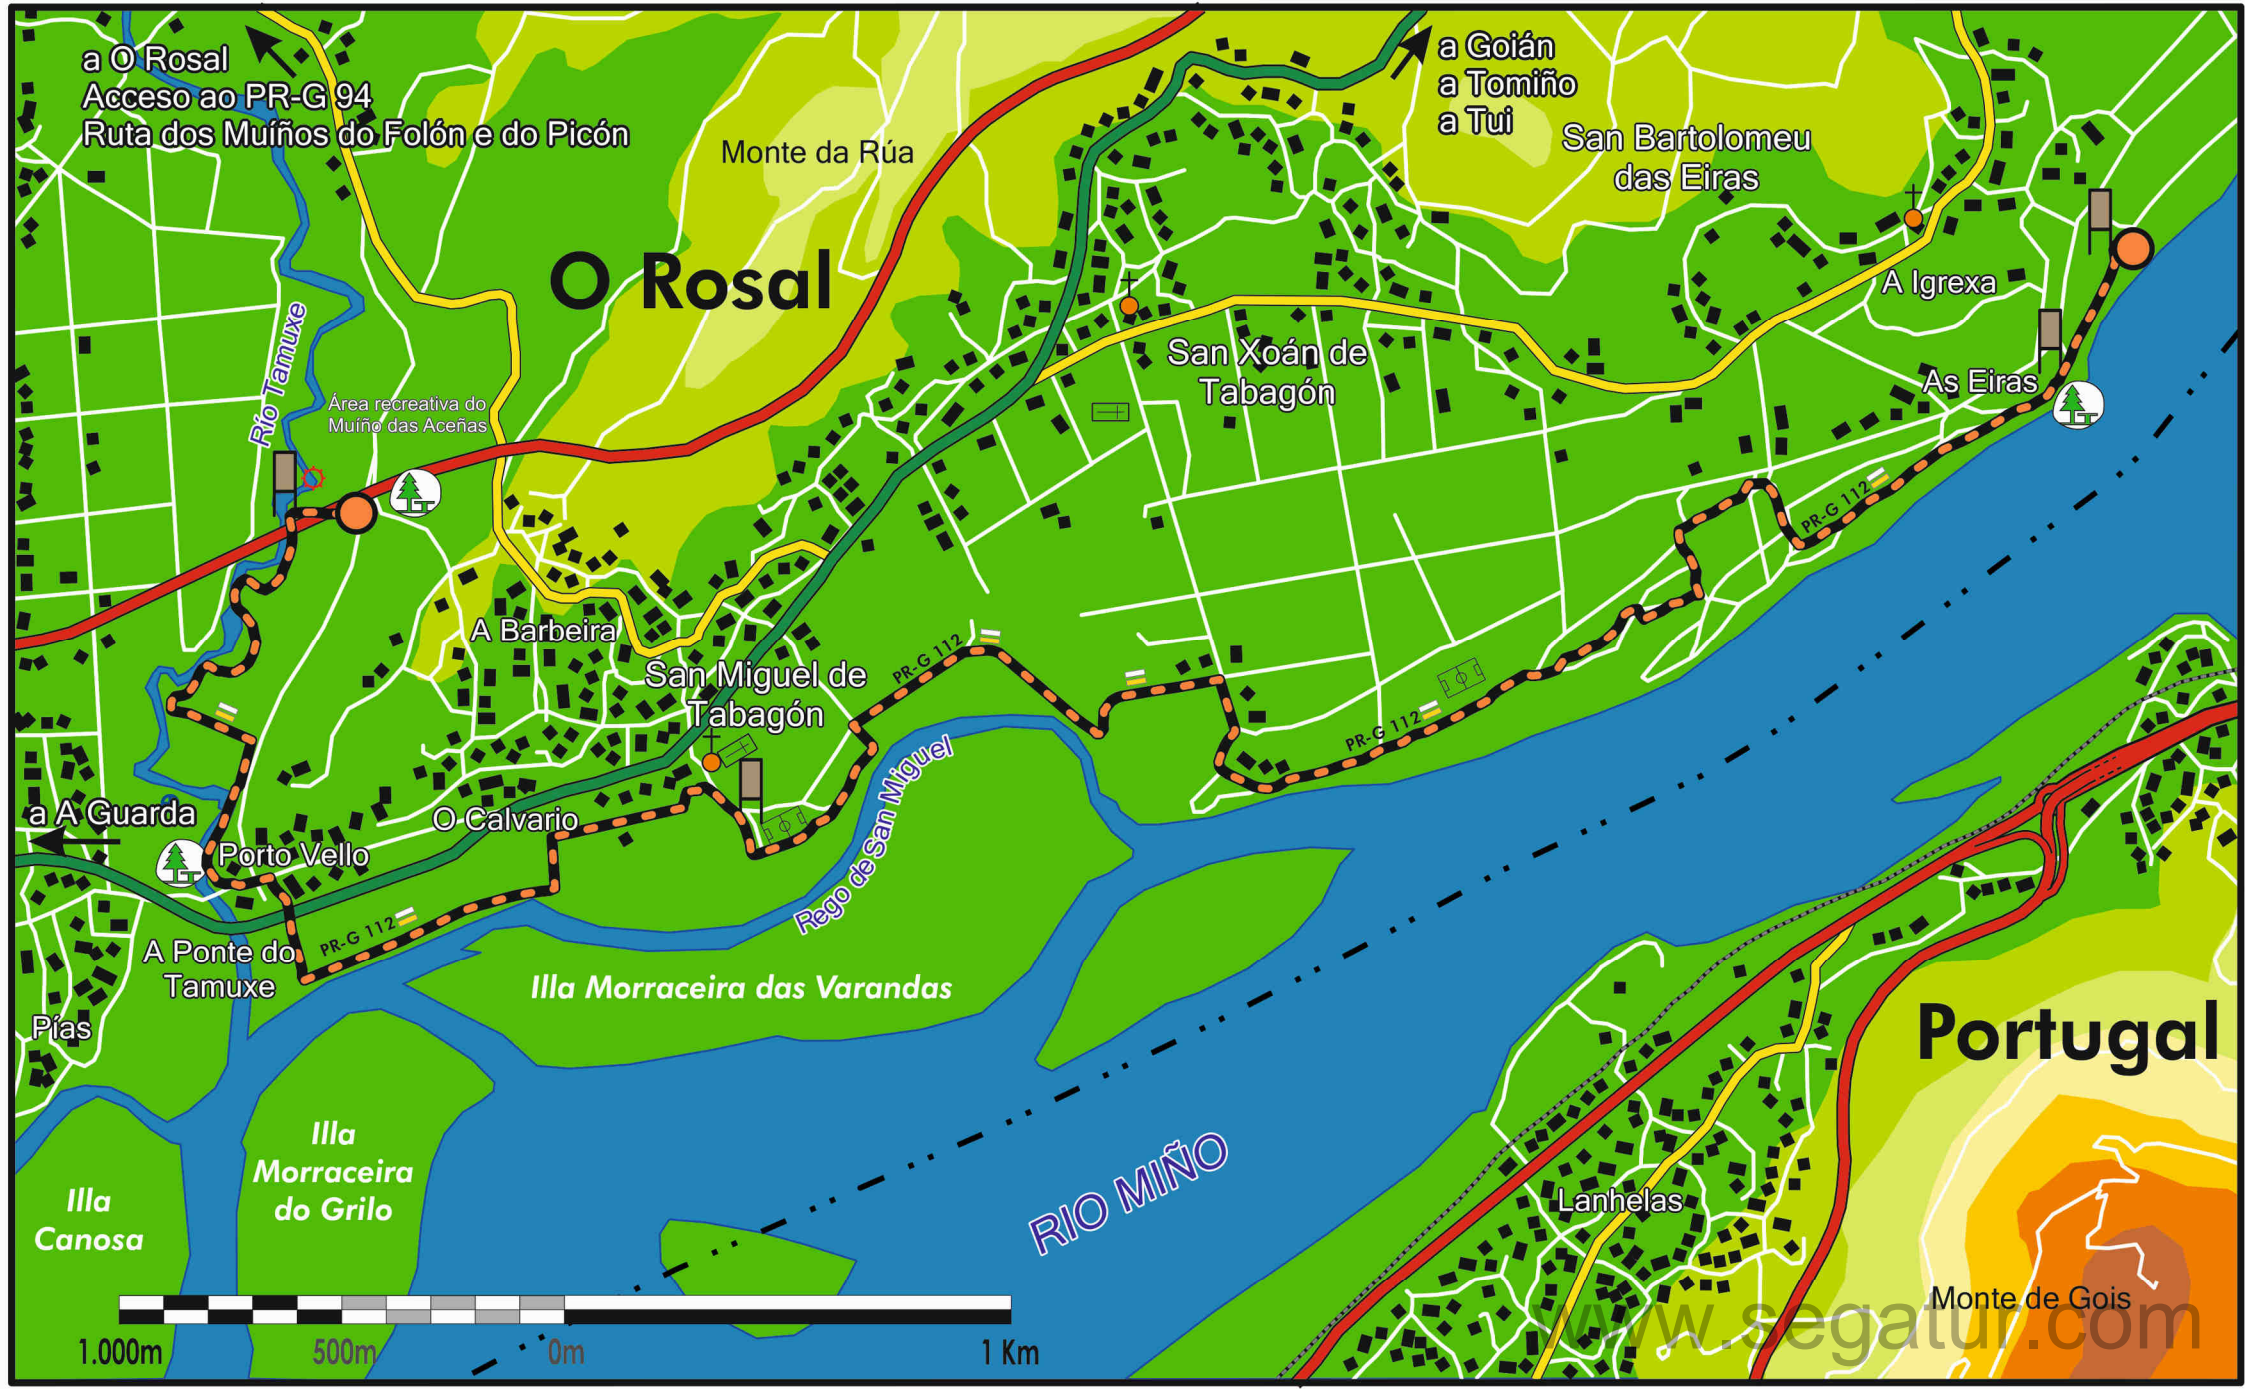 a O Rosal
Acceso ao PR-G 94
Ruta dos Muíños do Folón e do Picón
a Goián
a Tomiño
a Tui
San Bartolomeu
das Eiras
Monte da Rúa
O Rosal
A Igrexa
Río Tamuxe
San Xoán de
Tabagón
As Eiras
Área recreativa do
Muíño das Aceñas
PR-G 112
A Barbeira
PR-G 112
San Miguel de
Tabagón
PR-G 112
Rego de San Miguel
a A Guarda
O Calvario
Porto Vello
PR-G 112
A Ponte do
Tamuxe
Illa Morraceira das Varandas
Pías
Portugal
Illa
Morraceira
do Grilo
RIO MIÑO
Illa
Canosa
Lanhelas
Monte de Gois
www.segatur.com
1.000m 500m 0m 1 Km